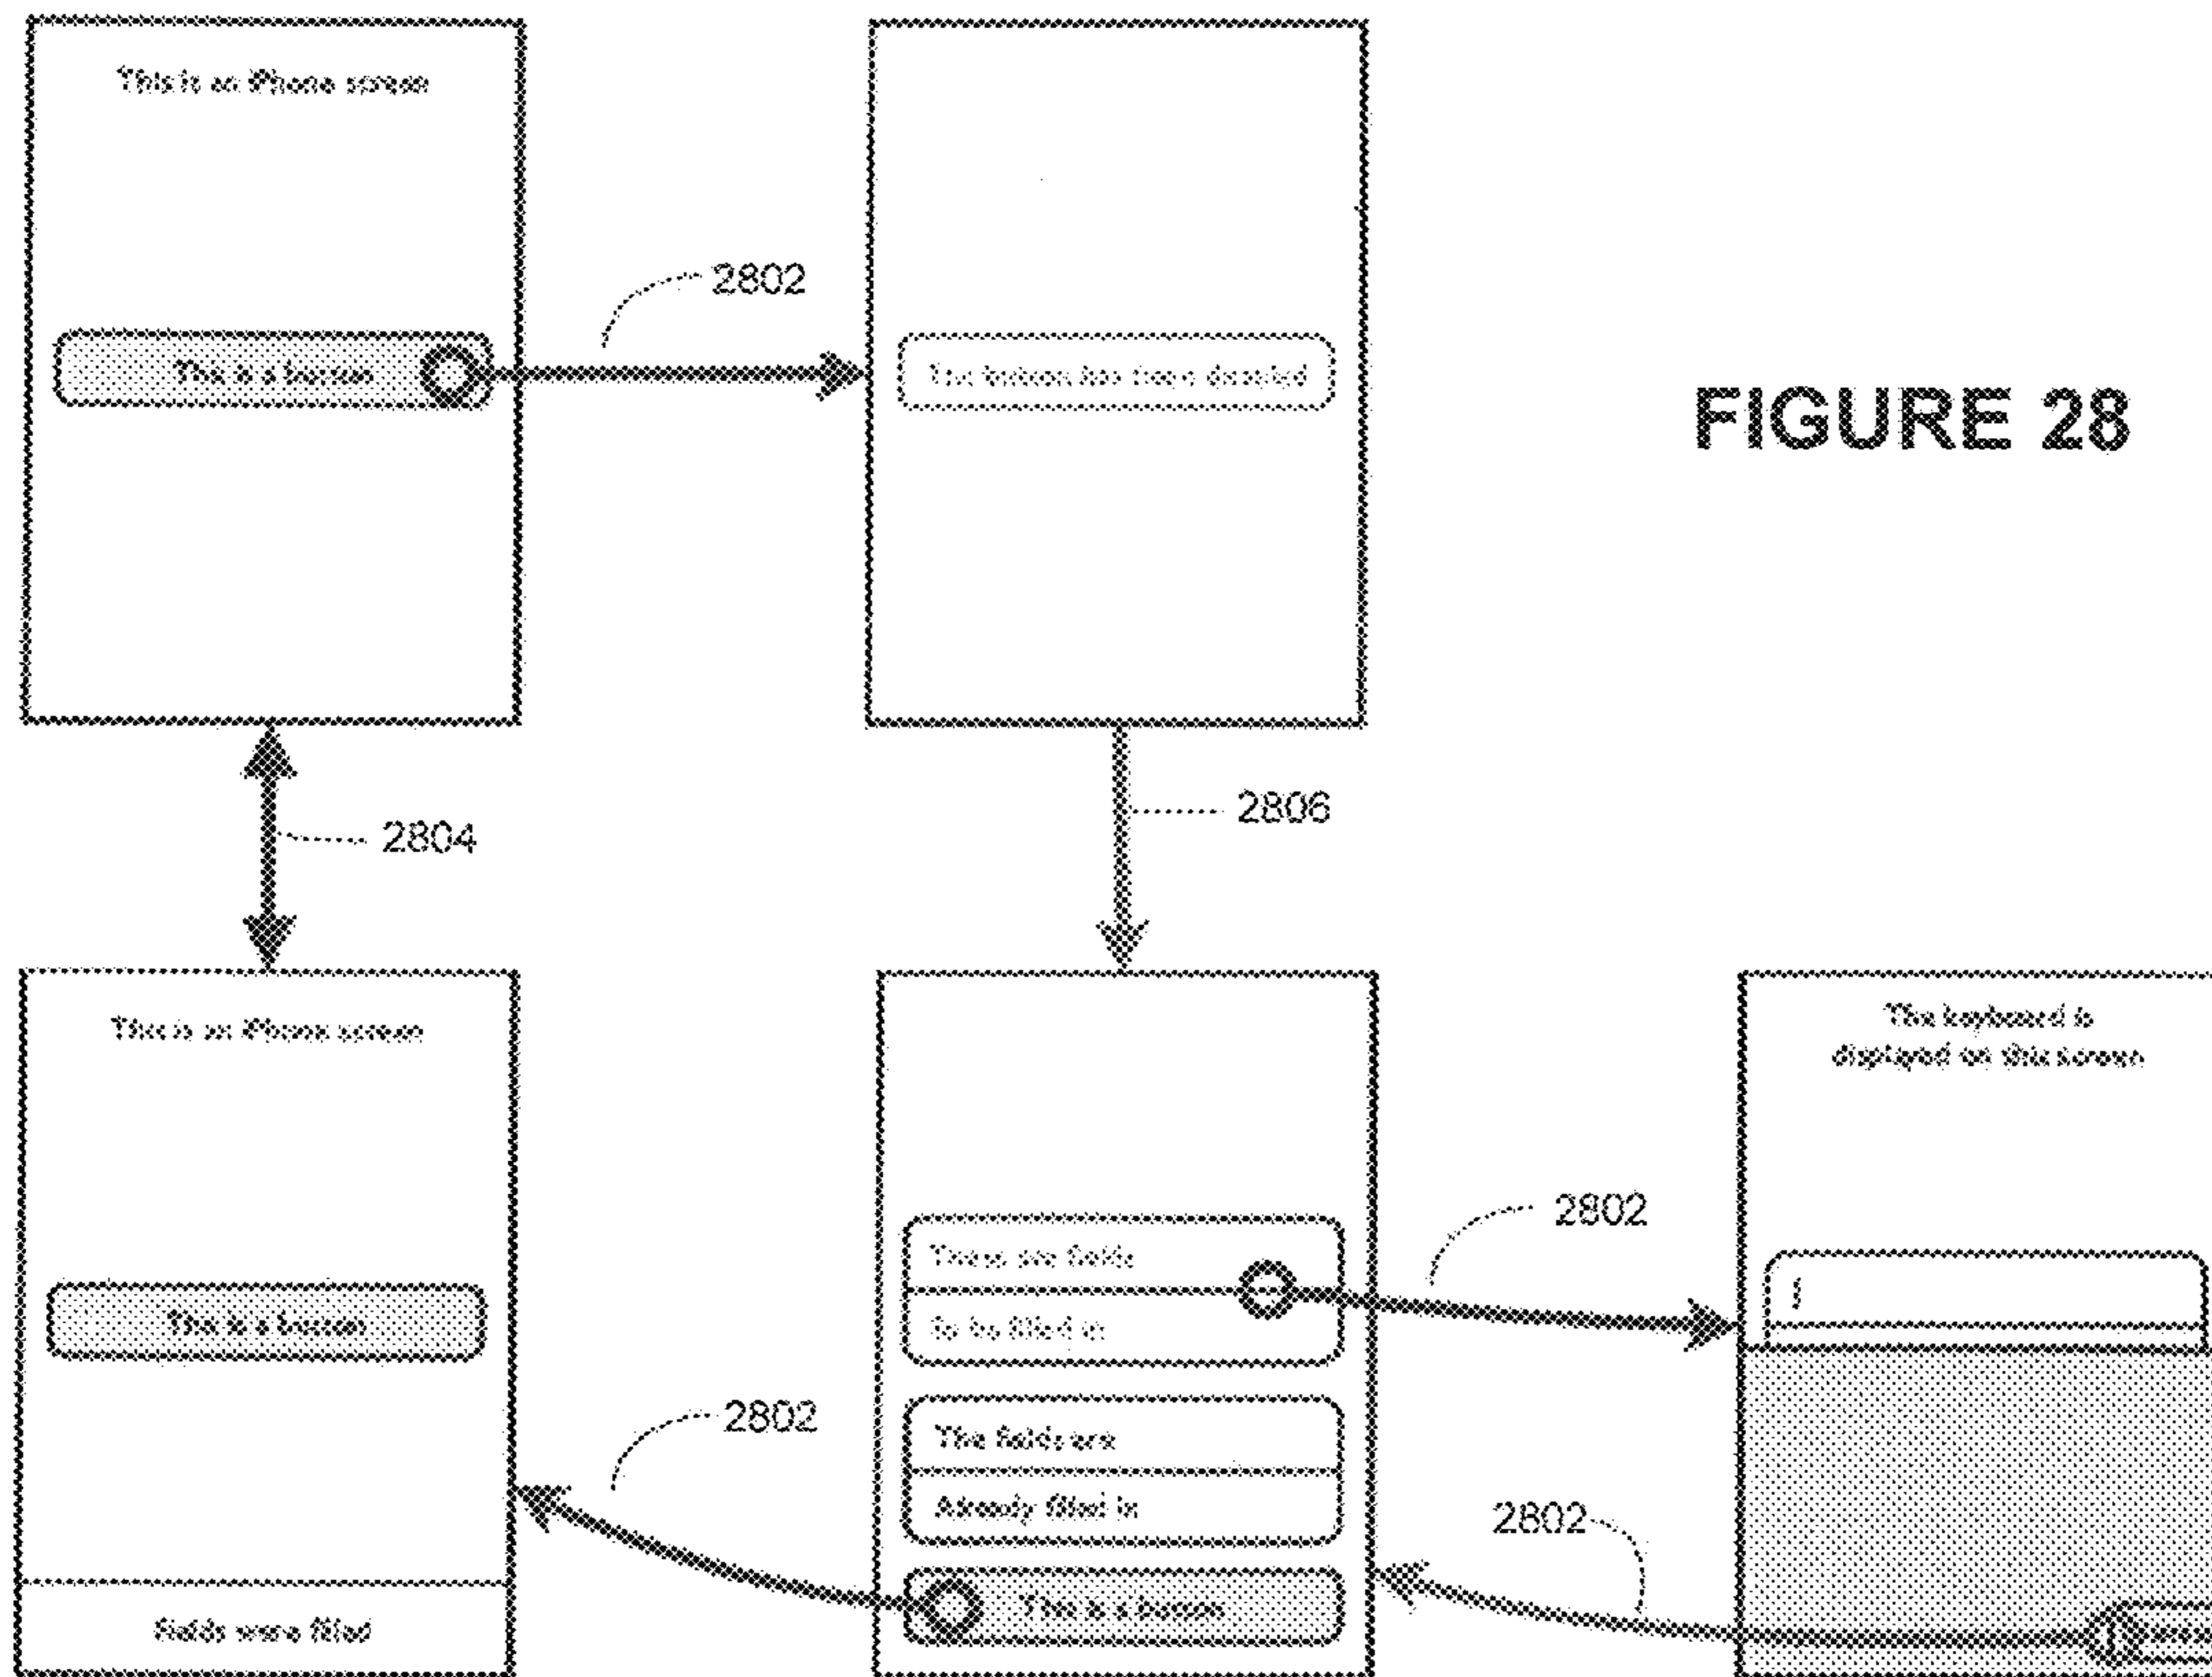 This is an iPhone screen
2802
This is a button
The button has been disabled
FIGURE 28
2804
2806
This is an iPhone screen
The keyboard is
displayed on this screen
These are fields
2802
To be filled in
This is a button
2802
The fields are
Already filled in
2802
This is a button
Fields were filled